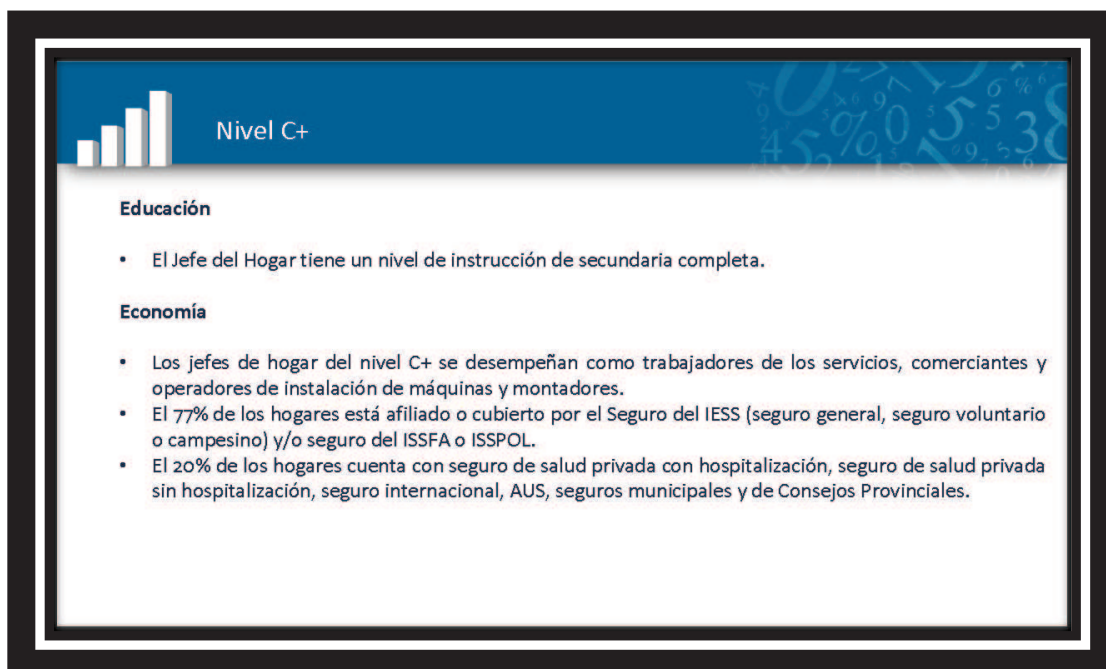 Nivel C+
Educación
• El Jefe del Hogar tiene un nivel de instrucción de secundaria completa.
Economía
• Los jefes de hogar del nivel C+ se desempeñan como trabajadores de los servicios, comerciantes y
operadores de instalación de máquinas y montadores.
• El 77% de los hogares está afiliado o cubierto por el Seguro del IESS (seguro general, seguro voluntario
o campesino) y/o seguro del ISSFA o ISSPOL.
• El 20% de los hogares cuenta con seguro de salud privada con hospitalización, seguro de salud privada
sin hospitalización, seguro internacional, AUS, seguros municipales y de Consejos Provinciales.